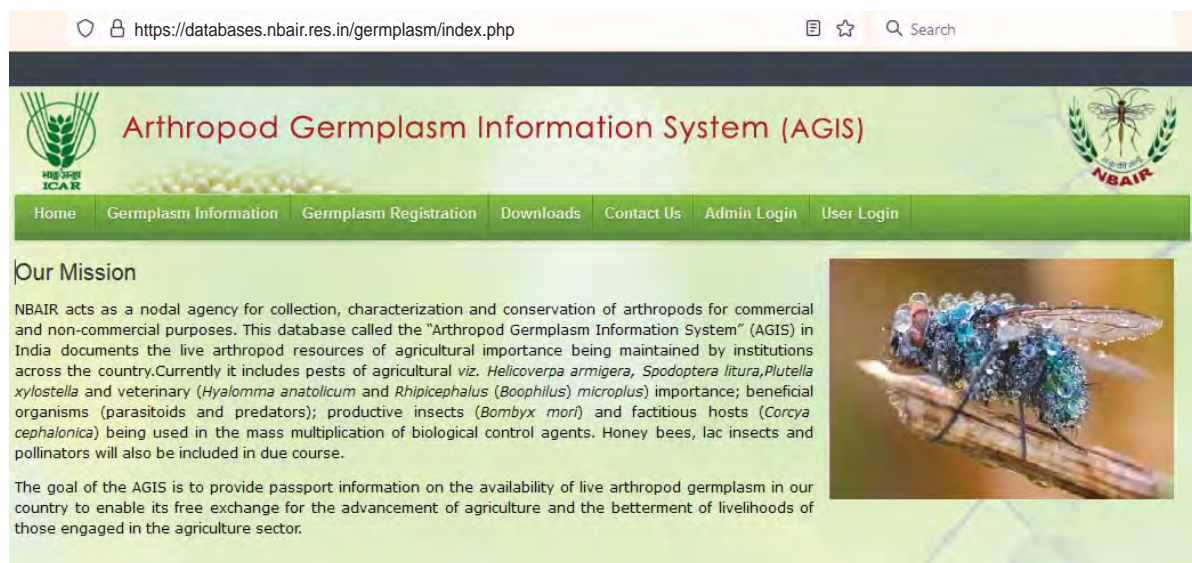 https://databases.nbair.res.in/germplasm/index.php
Search
Arthropod Germplasm Information System (AGIS)
ICAR
NBAIR
Home Germplasm Information Germplasm Registration Downloads Contact Us Admin Login User Login
Our Mission
NBAIR acts as a nodal agency for collection, characterization and conservation of arthropods for commercial
and non-commercial purposes. This database called the “Arthropod Germplasm Information System” (AGIS) in
India documents the live arthropod resources of agricultural importance being maintained by institutions
across the country.Currently it includes pests of agricultural viz. Helicoverpa armigera, Spodoptera litura,Plutella
xylostella and veterinary (Hyalomma anatolicum and Rhipicephalus (Boophilus) microplus) importance; beneficial
organisms (parasitoids and predators); productive insects (Bombyx mori) and factitious hosts (Corcya
cephalonica) being used in the mass multiplication of biological control agents. Honey bees, lac insects and
pollinators will also be included in due course.
The goal of the AGIS is to provide passport information on the availability of live arthropod germplasm in our
country to enable its free exchange for the advancement of agriculture and the betterment of livelihoods of
those engaged in the agriculture sector.